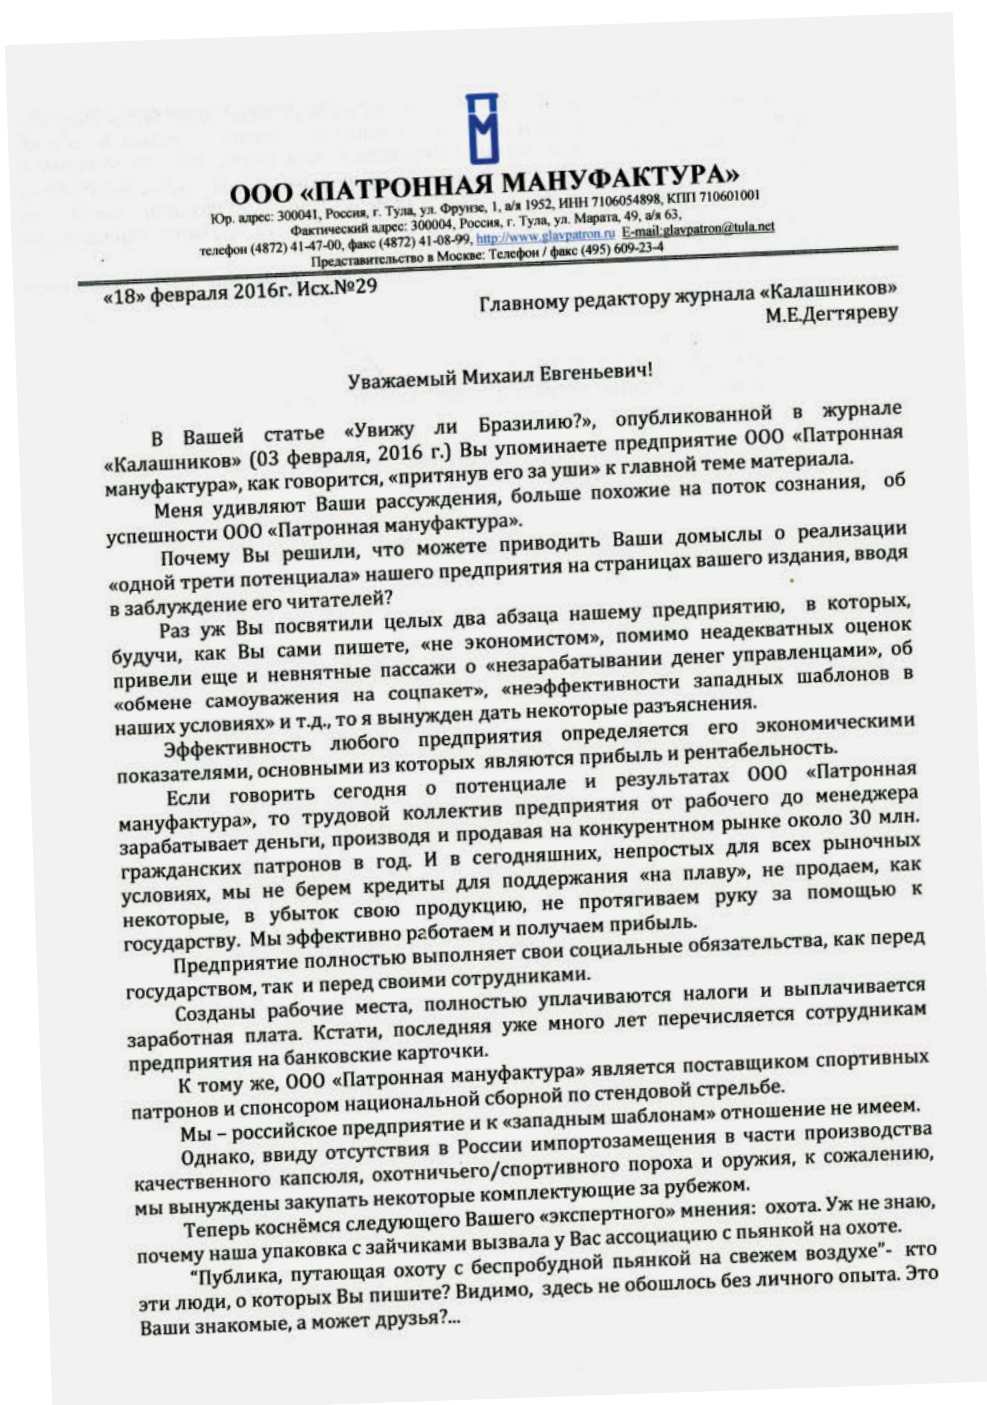 М
ООО «ПАТРОННАЯ МАНУФАКТУРА»
Юр. адрес: 300041, Россия, г. Тула, ул. Фрунзе, 1, а/я 1952, ИНН 7106054898, КПП 710601001
Фактический адрес: 300004, Россия, г. Тула, ул. Марата, 49, а/я 63,
телефон (4872) 41-47-00, факс (4872) 41-08-99, http://www.glavpatron.ru E-mail:glavpatron@tula.net
Представительство в Москве: Телефон / факс (495) 609-23-4
«18» февраля 2016г. Исх.№29
Главному редактору журнала «Калашников»
М.Е.Дегтяреву
Уважаемый Михаил Евгеньевич!
В Вашей статье «Увижу ли Бразилию?», опубликованной в журнале
«Калашников» (03 февраля, 2016 г.) Вы упоминаете предприятие ООО «Патронная
мануфактура», как говорится, «притянув его за уши» к главной теме материала.
Меня удивляют Ваши рассуждения, больше похожие на поток сознания, об
успешности ООО «Патронная мануфактура».
Почему Вы решили, что можете приводить Ваши домыслы о реализации
«одной трети потенциала» нашего предприятия на страницах вашего издания, вводя
в заблуждение его читателей?
Раз уж Вы посвятили целых два абзаца нашему предприятию, в которых,
будучи, как Вы сами пишете, «не экономистом», помимо неадекватных оценок
привели еще и невнятные пассажи о «незарабатывании денег управленцами», об
«обмене самоуважения на соцпакет», «неэффективности западных шаблонов в
наших условиях» и т.д., то я вынужден дать некоторые разъяснения.
Эффективность любого предприятия определяется его экономическими
показателями, основными из которых являются прибыль и рентабельность.
Если говорить сегодня о потенциале и результатах ООО «Патронная
мануфактура», то трудовой коллектив предприятия от рабочего до менеджера
зарабатывает деньги, производя и продавая на конкурентном рынке около 30 млн.
гражданских патронов в год. И в сегодняшних, непростых для всех рыночных
условиях, мы не берем кредиты для поддержания «на плаву», не продаем, как
некоторые, в убыток свою продукцию, не протягиваем руку за помощью к
государству. Мы эффективно работаем и получаем прибыль.
Предприятие полностью выполняет свои социальные обязательства, как перед
государством, так и перед своими сотрудниками.
Созданы рабочие места, полностью уплачиваются налоги и выплачивается
заработная плата. Кстати, последняя уже много лет перечисляется сотрудникам
предприятия на банковские карточки.
К тому же, ООО «Патронная мануфактура» является поставщиком спортивных
патронов и спонсором национальной сборной по стендовой стрельбе.
Мы – российское предприятие и к «западным шаблонам» отношение не имеем.
Однако, ввиду отсутствия в России импортозамещения в части производства
качественного капсюля, охотничьего/спортивного пороха и оружия, к сожалению,
мы вынуждены закупать некоторые комплектующие за рубежом.
Теперь коснёмся следующего Вашего «экспертного» мнения: охота. Уж не знаю,
почему наша упаковка с зайчиками вызвала у Вас ассоциацию с пьянкой на охоте.
“Публика, путающая охоту с беспробудной пьянкой на свежем воздухе”- кто
эти люди, о которых Вы пишите? Видимо, здесь не обошлось без личного опыта. Это
Ваши знакомые, а может друзья?...